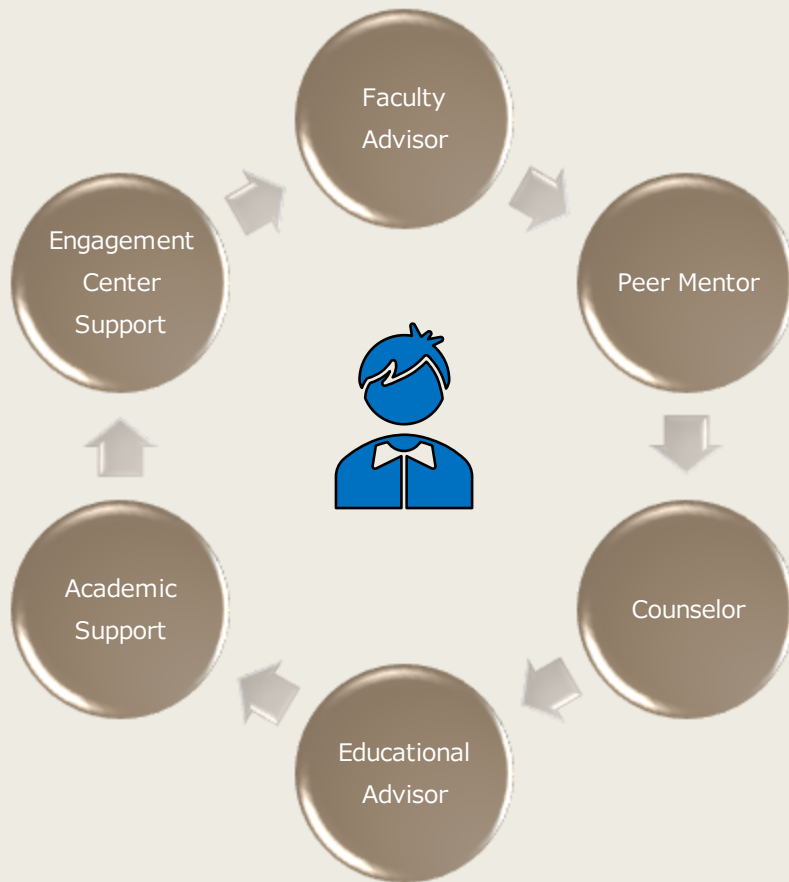 Faculty
Advisor
Peer Mentor
Counselor
Educational
Advisor
Academic
Support
Engagement
Center
Support